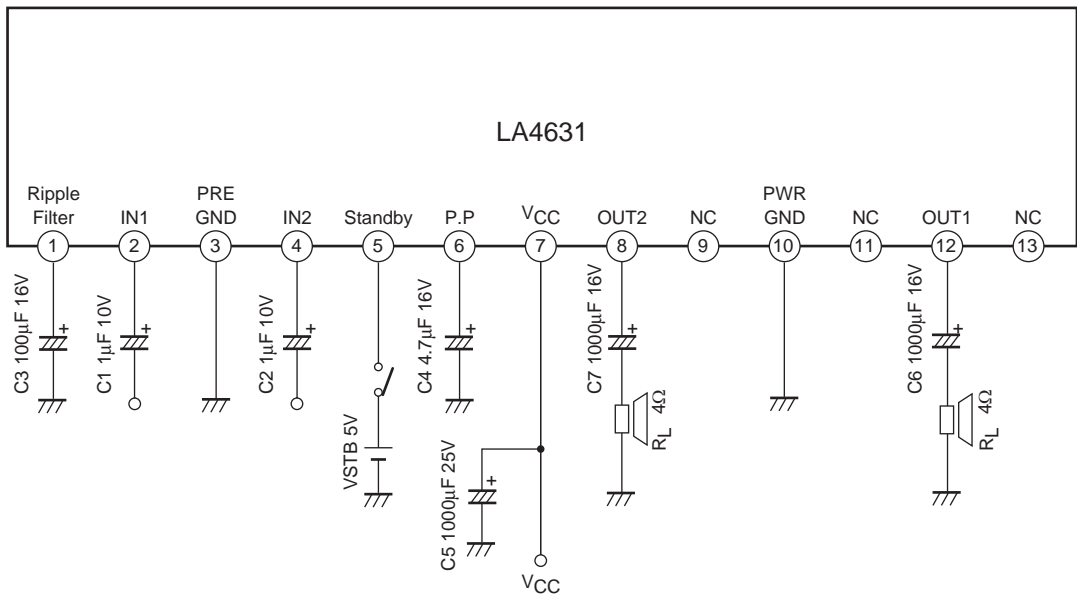 LA4631
Ripple
Filter
IN1
PRE
GND
IN2
Standby
P.P
VCC
OUT2
NC
PWR
GND
NC
OUT1
NC
1
2
3
4
5
6
7
8
9
10
11
12
13
C3 100μF 16V
+
C1 1μF 10V
+
C2 1μF 10V
+
VSTB 5V
C4 4.7μF 16V
+
C5 1000μF 25V
+
VCC
C7 1000μF 16V
+
RL 4Ω
C6 1000μF 16V
+
RL 4Ω